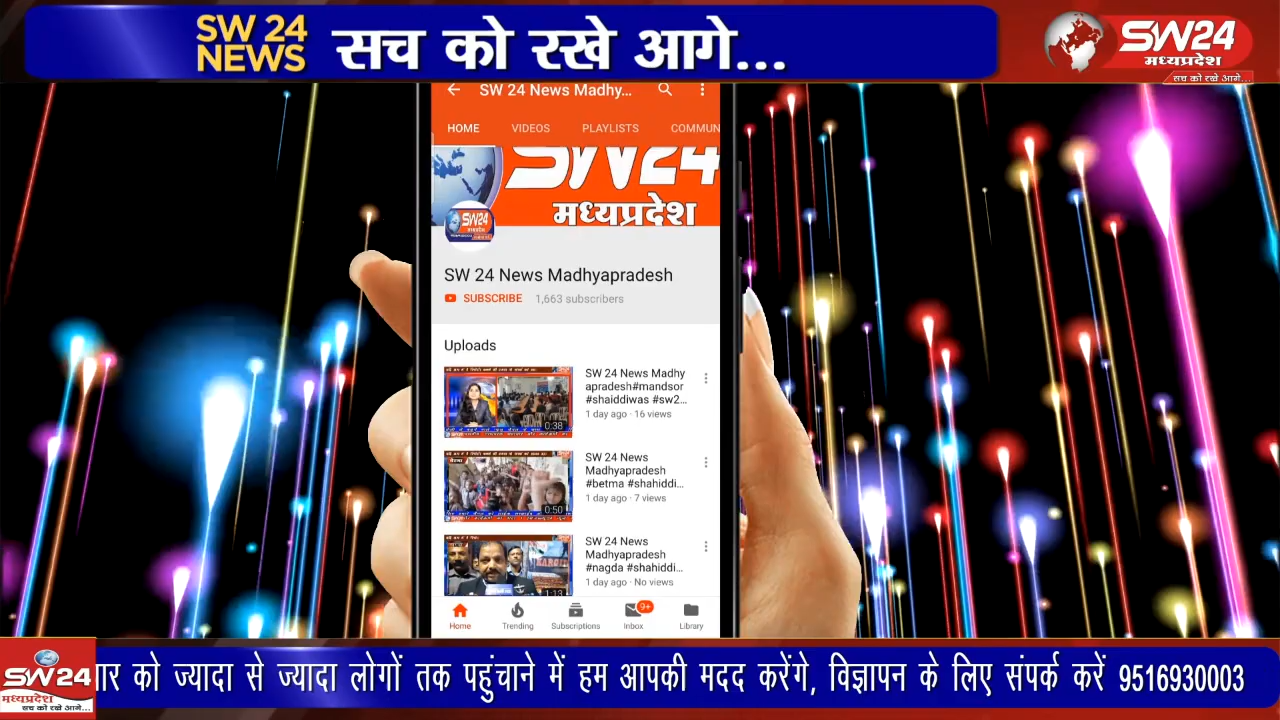 SW 24
NEWS
सच को रखे आगे...
SW24
मध्यप्रदेश
सच को रखे आगे...
SW 24 News Madhy...
HOME VIDEOS PLAYLISTS COMMUN
SW24
मध्यप्रदेश
SW24
SW 24 News Madhyapradesh
SUBSCRIBE 1,663 subscribers
Uploads
SW 24 News Madhy
apradesh#mandsor
#shaiddiwas #sw2...
1 day ago · 16 views
0:38
SW 24 News
Madhyapradesh
#betma #shahiddi...
1 day ago · 7 views
0:50
SW 24 News
Madhyapradesh
#nagda #shahiddi...
1 day ago · No views
1:13
9+
Home Trending Subscriptions Inbox Library
SW24
मध्यप्रदेश
सच को रखे आगे...
ार को ज्यादा से ज्यादा लोगों तक पहुंचाने में हम आपकी मदद करेंगे, विज्ञापन के लिए संपर्क करें 9516930003